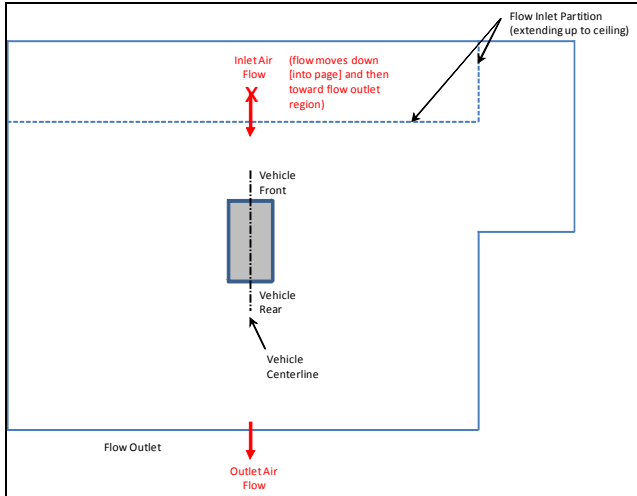 Flow Inlet Partition
(extending up to ceiling)
Inlet Air
Flow
X
(flow moves down
[into page] and then
toward flow outlet
region)
Vehicle
Front
Vehicle
Rear
Vehicle
Centerline
Flow Outlet
Outlet Air
Flow